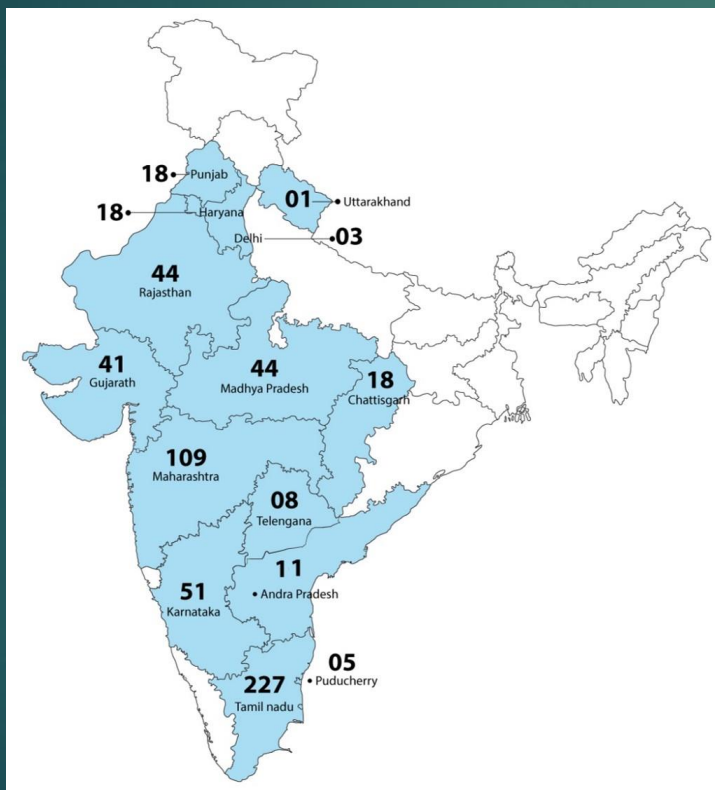 18
Punjab
01
Uttarakhand
18
Haryana
Delhi
03
44
Rajasthan
41
Gujarath
44
Madhya Pradesh
18
Chattisgarh
109
Maharashtra
08
Telengana
11
Andra Pradesh
51
Karnataka
05
Puducherry
227
Tamil nadu